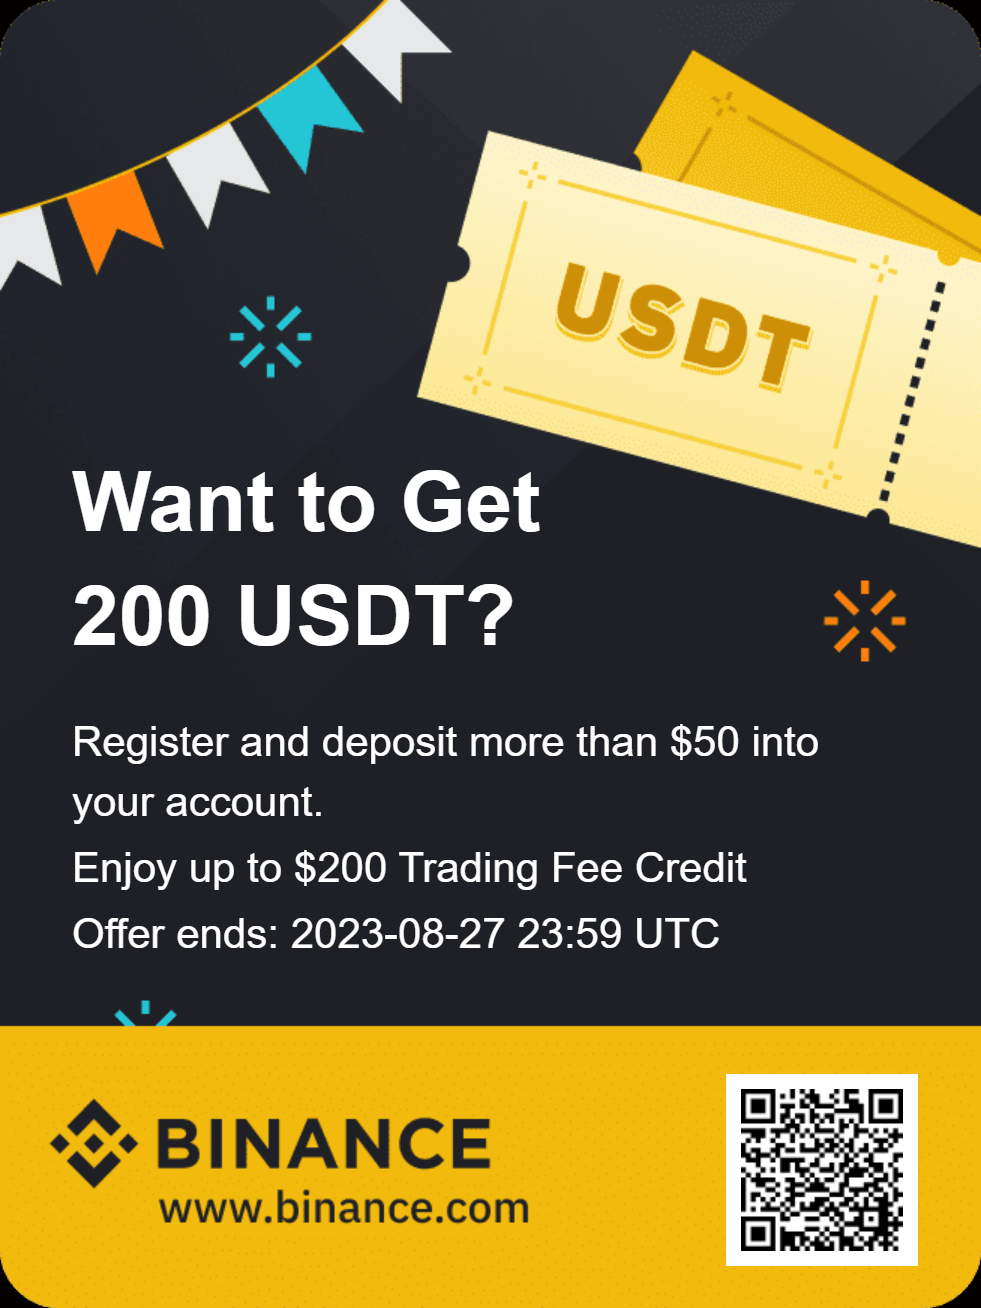 USDT
Want to Get
200 USDT?
Register and deposit more than $50 into
your account.
Enjoy up to $200 Trading Fee Credit
Offer ends: 2023-08-27 23:59 UTC
BINANCE
www.binance.com